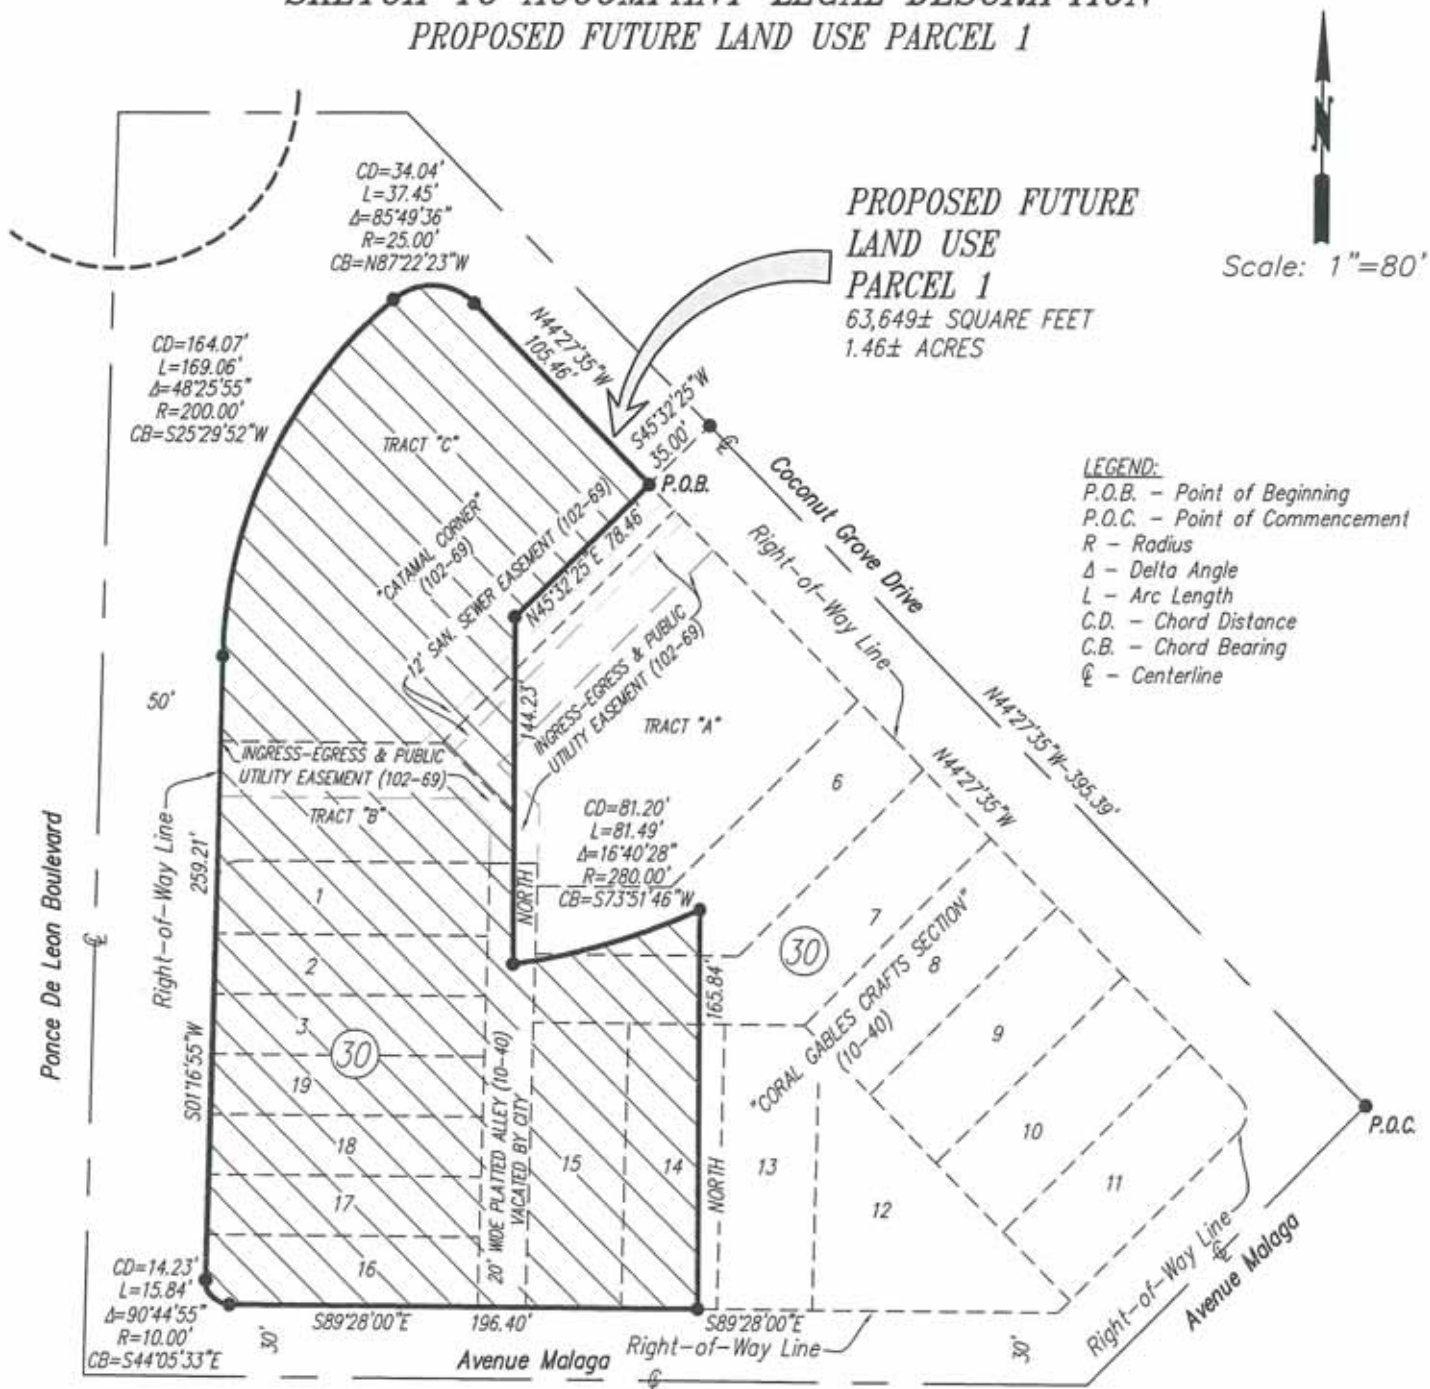 SKETCH TO ACCOMPANY LEGAL DESCRIPTION
PROPOSED FUTURE LAND USE PARCEL 1
N
Scale: 1"=80'
CD=34.04'
L=37.45'
Δ=85°49'36"
R=25.00'
CB=N87°22'23"W
PROPOSED FUTURE
LAND USE
PARCEL 1
63,649± SQUARE FEET
1.46± ACRES
CD=164.07'
L=169.06'
Δ=48°25'55"
R=200.00'
CB=S25°29'52"W
N44°27'35"W
105.46'
S45°32'25"W
35.00'
P.O.B.
℄
TRACT "C"
"CATAMAL CORNER"
(102-69)
12' SAN. SEWER EASEMENT (102-69)
N45°32'25"E 78.46'
Coconut Grove Drive
Right-of-Way Line
LEGEND:
P.O.B. - Point of Beginning
P.O.C. - Point of Commencement
R - Radius
Δ - Delta Angle
L - Arc Length
C.D. - Chord Distance
C.B. - Chord Bearing
℄ - Centerline
50'
144.23'
NORTH
INGRESS-EGRESS & PUBLIC
UTILITY EASEMENT (102-69)
TRACT "A"
N44°27'35"W-395.39'
N44°27'35"W
INGRESS-EGRESS & PUBLIC
UTILITY EASEMENT (102-69)
TRACT "B"
CD=81.20'
L=81.49'
Δ=16°40'28"
R=280.00'
CB=S73°51'46"W
Ponce De Leon Boulevard
℄
Right-of-Way Line
259.21'
S01°16'55"W
1
2
3
30
19
18
17
16
20' WIDE PLATTED ALLEY (10-40)
VACATED BY CITY
15
14
165.84'
NORTH
13
12
6
7
30
8
"CORAL GABLES CRAFTS SECTION"
(10-40)
9
10
11
P.O.C.
CD=14.23'
L=15.84'
Δ=90°44'55"
R=10.00'
CB=S44°05'33"E
30'
S89°28'00"E
196.40'
S89°28'00"E
Avenue Malaga
℄
Right-of-Way Line
30'
Right-of-Way Line
℄
Avenue Malaga